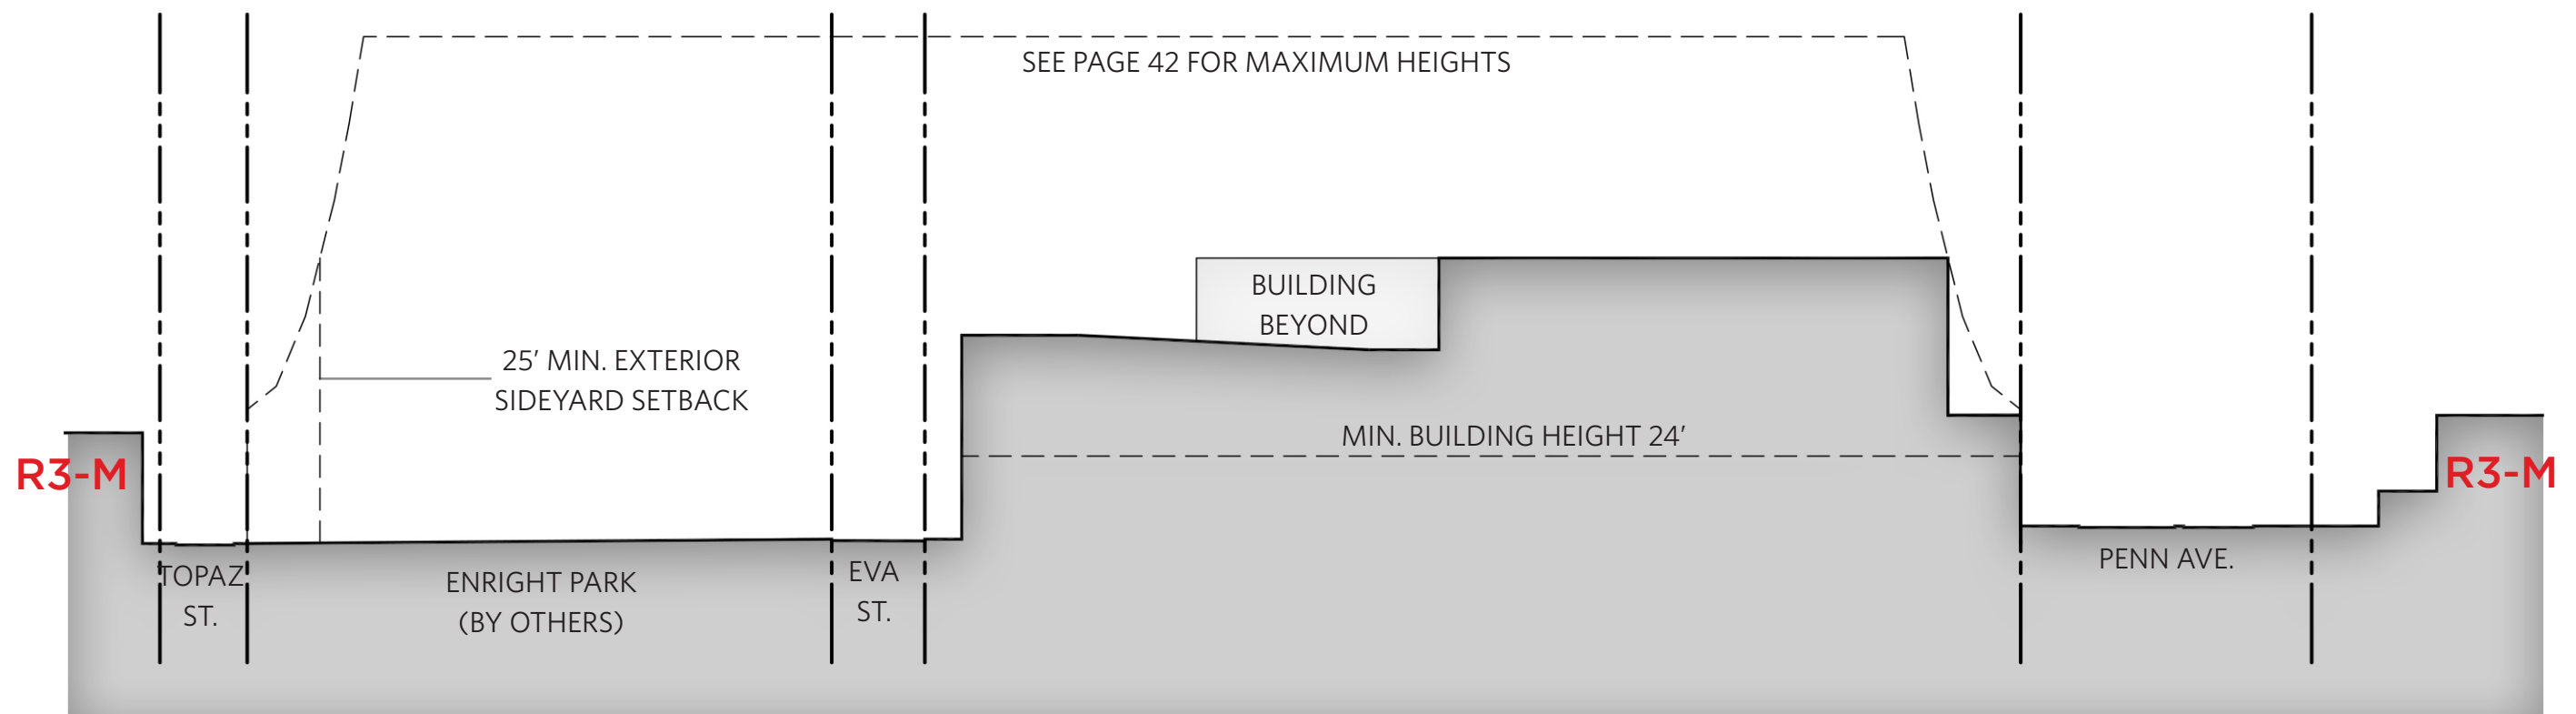 SEE PAGE 42 FOR MAXIMUM HEIGHTS
BUILDING
BEYOND
25' MIN. EXTERIOR
SIDEYARD SETBACK
MIN. BUILDING HEIGHT 24'
R3-M
R3-M
TOPAZ
ST.
ENRIGHT PARK
(BY OTHERS)
EVA
ST.
PENN AVE.